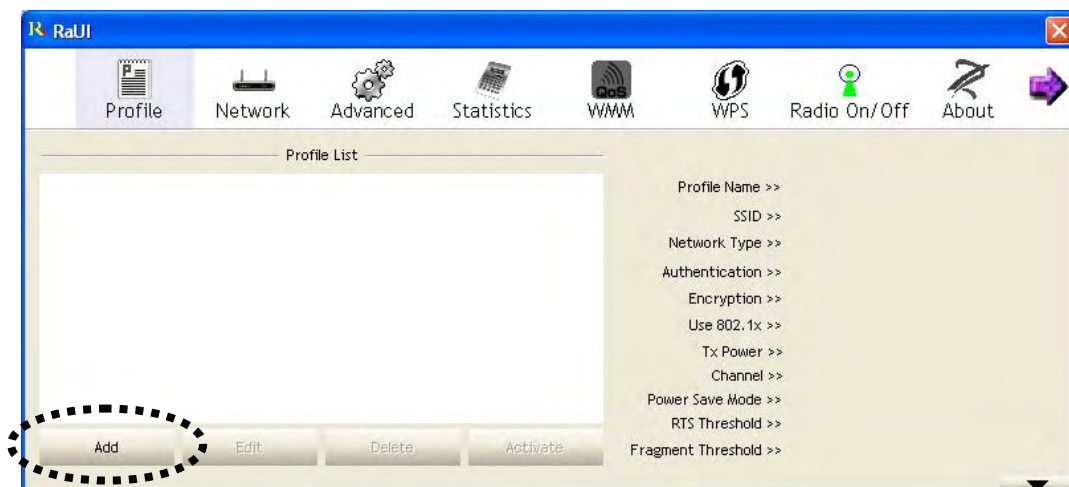 RaUI
Profile Network Advanced Statistics WMM WPS Radio On/Off About
Profile List
Profile Name >>
SSID >>
Network Type >>
Authentication >>
Encryption >>
Use 802.1x >>
Tx Power >>
Channel >>
Power Save Mode >>
RTS Threshold >>
Fragment Threshold >>
Add Edit Delete Activate